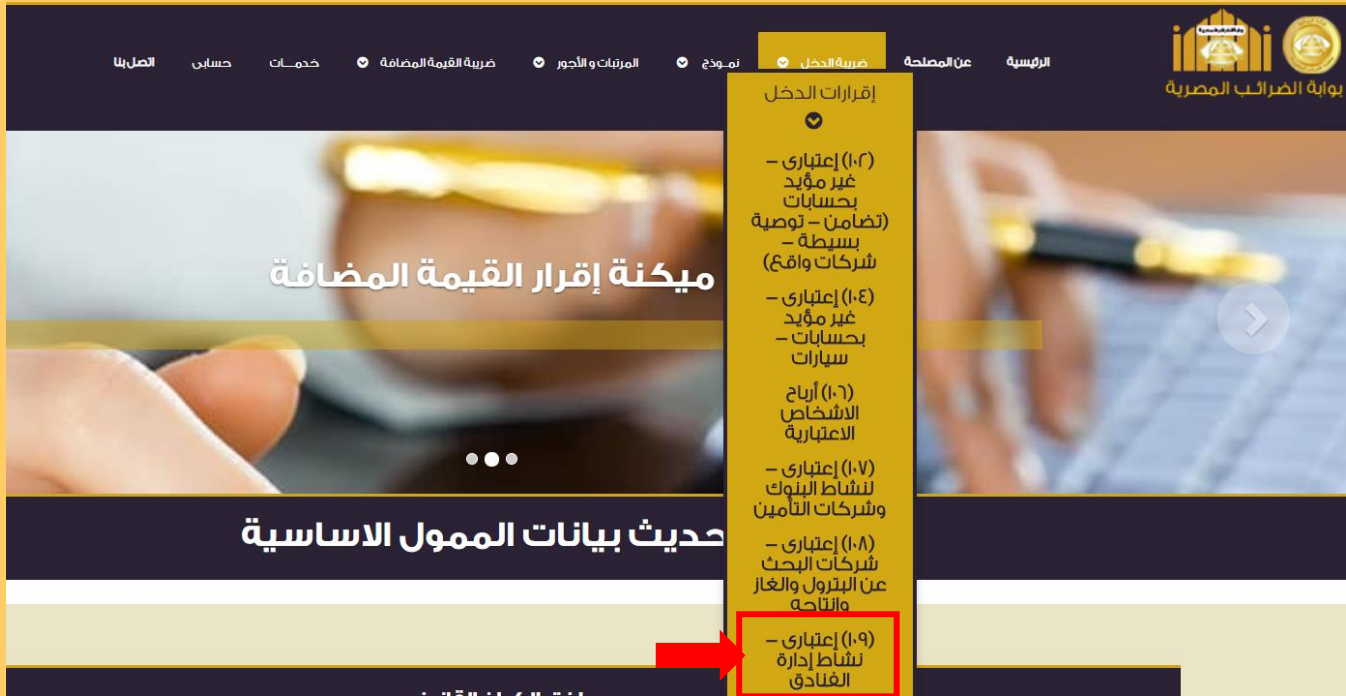 بوابة الضرائب المصرية
الرئيسية
عن المصلحة
ضريبة الدخل
نمـوذج
المرتبات و الأجور
ضريبة القيمة المضافة
خدمـــات
حسابى
اتصل بنا
إقرارات الدخل
(١٠٢) إعتبارى –
غير مؤيد
بحسابات
(تضامن – توصية
بسيطة –
شركات واقع)
(١٠٤) إعتبارى –
غير مؤيد
بحسابات –
سيارات
(١٠٦) أرباح
الاشخاص
الاعتبارية
(١٠٧) إعتبارى –
لنشاط البنوك
وشركات التأمين
(١٠٨) إعتبارى –
شركات البحث
عن البترول والغاز
وانتاجه
(١٠٩) إعتبارى –
نشاط إدارة
الفنادق
ميكنة إقرار القيمة المضافة
حديث بيانات الممول الاساسية